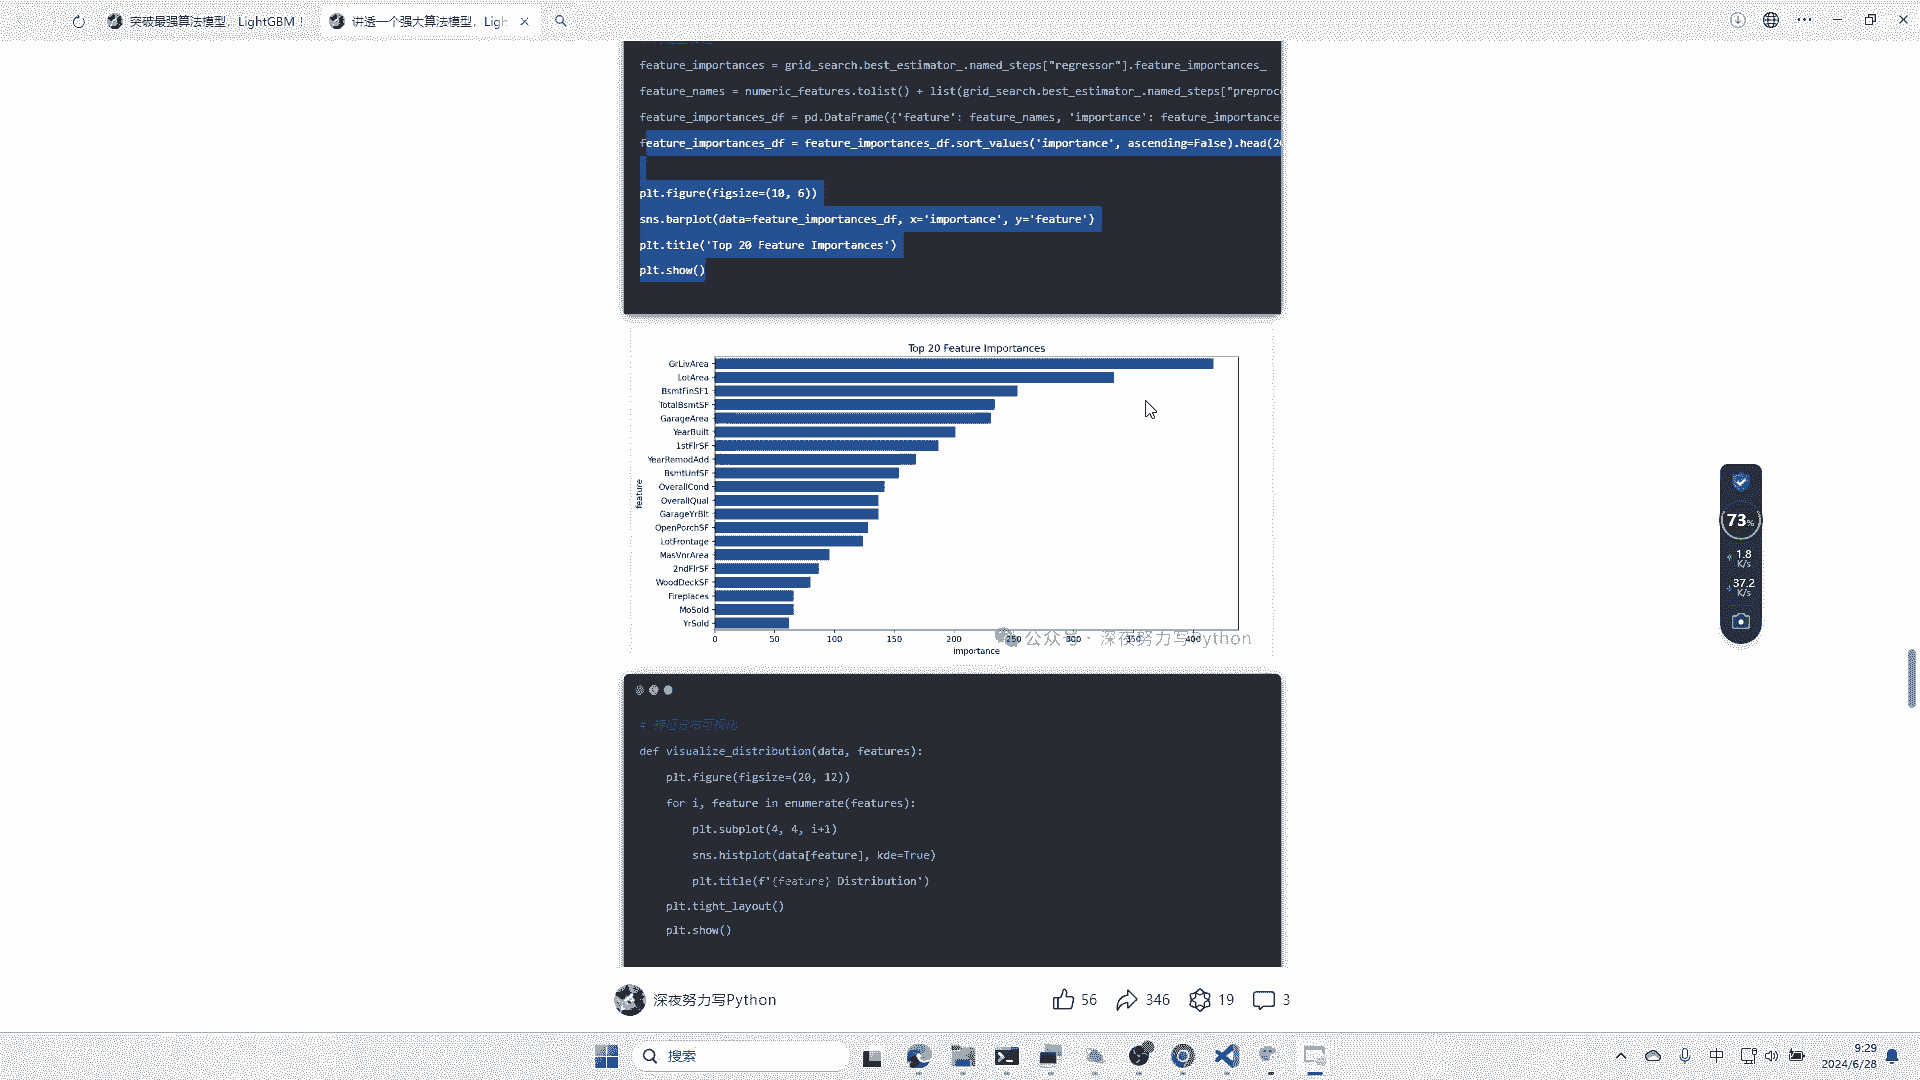 突破最强算法模型，LightGBM！
讲透一个强大算法模型，Ligh
feature_importances = grid_search.best_estimator_.named_steps["regressor"].feature_importances_
feature_names = numeric_features.tolist() + list(grid_search.best_estimator_.named_steps["preproc
feature_importances_df = pd.DataFrame({'feature': feature_names, 'importance': feature_importance
feature_importances_df = feature_importances_df.sort_values('importance', ascending=False).head(20
plt.figure(figsize=(10, 6))
sns.barplot(data=feature_importances_df, x='importance', y='feature')
plt.title('Top 20 Feature Importances')
plt.show()
Top 20 Feature Importances
GrLivArea
LotArea
BsmtFinSF1
TotalBsmtSF
GarageArea
YearBuilt
1stFlrSF
YearRemodAdd
BsmtUnfSF
OverallCond
OverallQual
GarageYrBlt
OpenPorchSF
LotFrontage
MasVnrArea
2ndFlrSF
WoodDeckSF
Fireplaces
MoSold
YrSold
feature
0 50 100 150 200 250 300 350 400
importance
公众号 · 深夜努力写Python
# 特征分布可视化
def visualize_distribution(data, features):
plt.figure(figsize=(20, 12))
for i, feature in enumerate(features):
plt.subplot(4, 4, i+1)
sns.histplot(data[feature], kde=True)
plt.title(f'{feature} Distribution')
plt.tight_layout()
plt.show()
深夜努力写Python
56
346
19
3
73%
1.8
K/s
37.2
K/s
搜索
中
9:29
2024/6/28